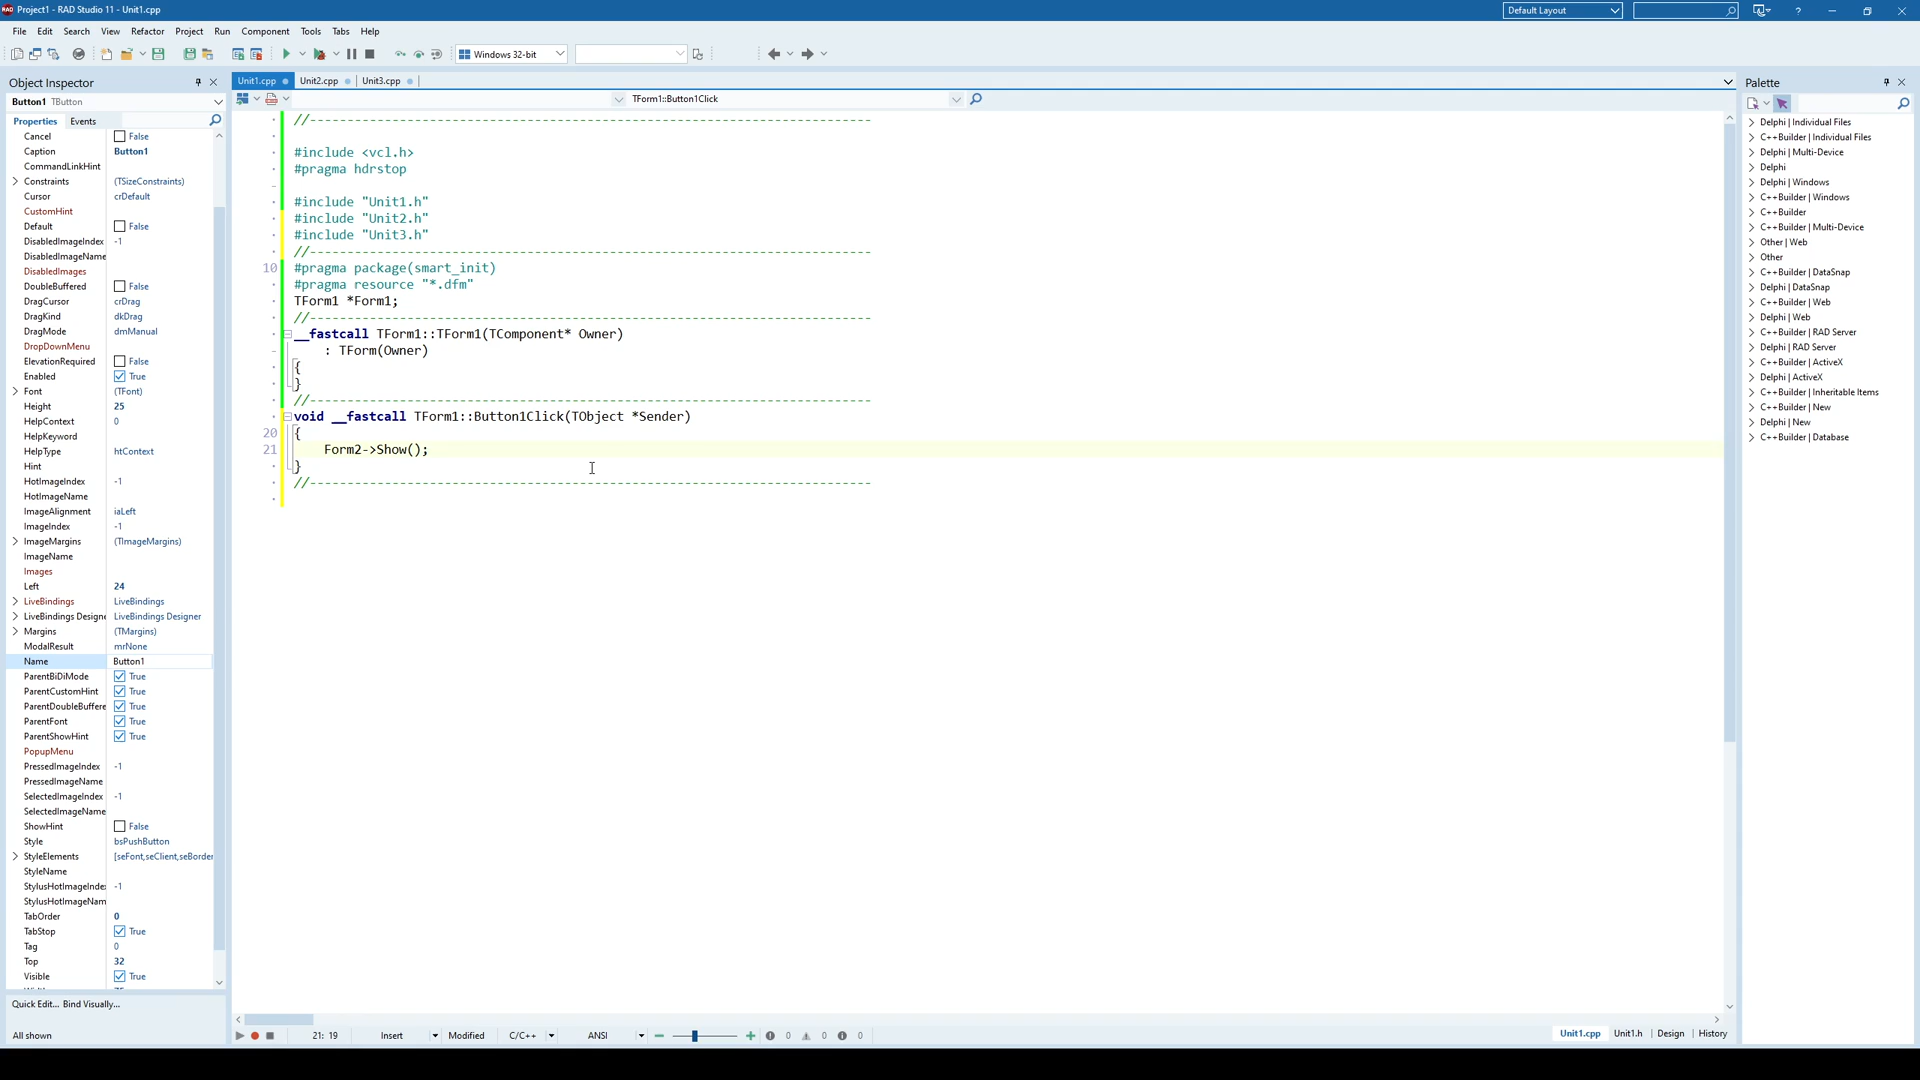 Project1 - RAD Studio 11 - Unit1.cpp
Default Layout
File Edit Search View Refactor Project Run Component Tools Tabs Help
Windows 32-bit
Object Inspector
Button1 TButton
Properties Events
Cancel False
Caption Button1
CommandLinkHint
Constraints (TSizeConstraints)
Cursor crDefault
CustomHint
Default False
DisabledImageIndex -1
DisabledImageName
DisabledImages
DoubleBuffered False
DragCursor crDrag
DragKind dkDrag
DragMode dmManual
DropDownMenu
ElevationRequired False
Enabled True
Font (TFont)
Height 25
HelpContext 0
HelpKeyword
HelpType htContext
Hint
HotImageIndex -1
HotImageName
ImageAlignment iaLeft
ImageIndex -1
ImageMargins (TImageMargins)
ImageName
Images
Left 24
LiveBindings LiveBindings
LiveBindings Designe LiveBindings Designer
Margins (TMargins)
ModalResult mrNone
Name Button1
ParentBiDiMode True
ParentCustomHint True
ParentDoubleBuffere True
ParentFont True
ParentShowHint True
PopupMenu
PressedImageIndex -1
PressedImageName
SelectedImageIndex -1
SelectedImageName
ShowHint False
Style bsPushButton
StyleElements [seFont,seClient,seBorder
StyleName
StylusHotImageInde -1
StylusHotImageNam
TabOrder 0
TabStop True
Tag 0
Top 32
Visible True
Quick Edit... Bind Visually...
All shown
Unit1.cpp Unit2.cpp Unit3.cpp
TForm1::Button1Click
//---------------------------------------------------------------------------
#include <vcl.h>
#pragma hdrstop
#include "Unit1.h"
#include "Unit2.h"
#include "Unit3.h"
//---------------------------------------------------------------------------
10 #pragma package(smart_init)
#pragma resource "*.dfm"
TForm1 *Form1;
//---------------------------------------------------------------------------
__fastcall TForm1::TForm1(TComponent* Owner)
: TForm(Owner)
{
}
//---------------------------------------------------------------------------
void __fastcall TForm1::Button1Click(TObject *Sender)
20 {
21 Form2->Show();
}
//---------------------------------------------------------------------------
21: 19 Insert Modified C/C++ ANSI 0 0 0
Unit1.cpp Unit1.h Design History
Palette
Delphi | Individual Files
C++Builder | Individual Files
Delphi | Multi-Device
Delphi
Delphi | Windows
C++Builder | Windows
C++Builder
C++Builder | Multi-Device
Other | Web
Other
C++Builder | DataSnap
Delphi | DataSnap
C++Builder | Web
Delphi | Web
C++Builder | RAD Server
Delphi | RAD Server
C++Builder | ActiveX
Delphi | ActiveX
C++Builder | Inheritable Items
C++Builder | New
Delphi | New
C++Builder | Database